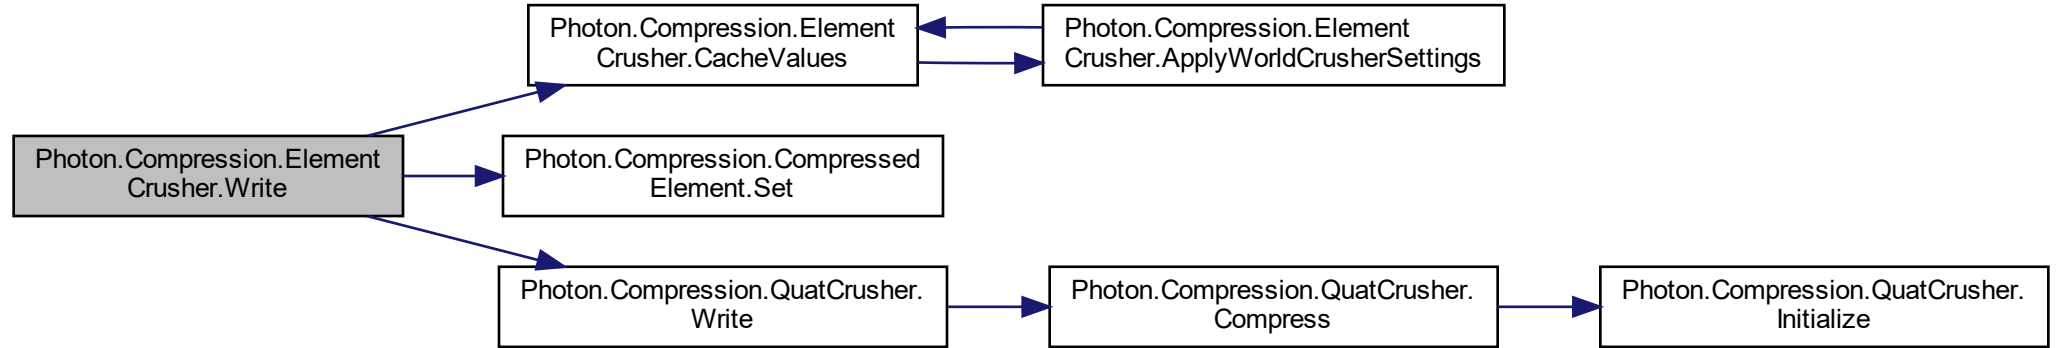 Photon.Compression.Element
Crusher.CacheValues
Photon.Compression.Element
Crusher.ApplyWorldCrusherSettings
Photon.Compression.Element
Crusher.Write
Photon.Compression.Compressed
Element.Set
Photon.Compression.QuatCrusher.
Write
Photon.Compression.QuatCrusher.
Compress
Photon.Compression.QuatCrusher.
Initialize